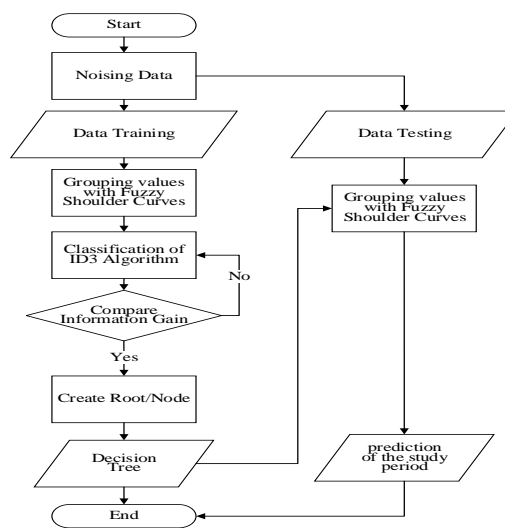 Start
Noising Data
Data Training
Data Testing
Grouping values
with Fuzzy
Shoulder Curves
Grouping values
with Fuzzy
Shoulder Curves
Classification of
ID3 Algorithm
No
Compare
Information Gain
Yes
Create Root/Node
Decision
Tree
prediction
of the study
period
End